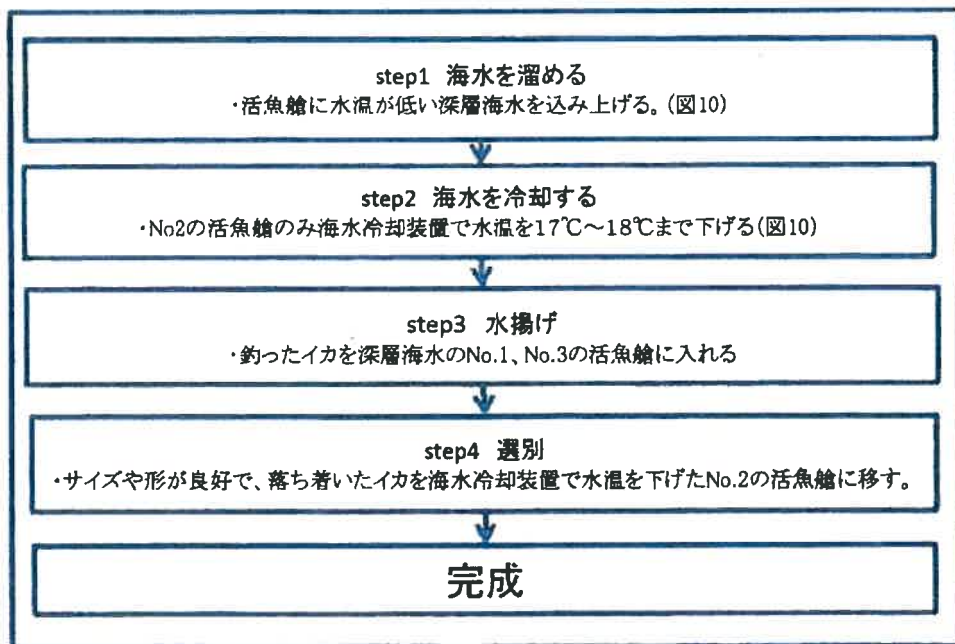 step1 海水を溜める
・活魚艙に水温が低い深層海水を込み上げる。(図10)
step2 海水を冷却する
・No2の活魚艙のみ海水冷却装置で水温を17℃～18℃まで下げる(図10)
step3 水揚げ
・釣ったイカを深層海水のNo.1、No.3の活魚艙に入れる
step4 選別
・サイズや形が良好で、落ち着いたイカを海水冷却装置で水温を下げたNo.2の活魚艙に移す。
完成